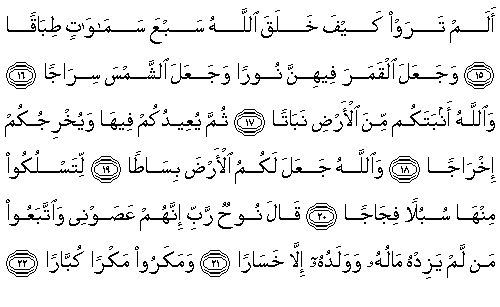 أَلَمْ تَرَوْا۟ كَيْفَ خَلَقَ ٱللَّهُ سَبْعَ سَمَـٰوَٰتٍ طِبَاقًا
١٥ وَجَعَلَ ٱلْقَمَرَ فِيهِنَّ نُورًا وَجَعَلَ ٱلشَّمْسَ سِرَاجًا ١٦
وَٱللَّهُ أَنۢبَتَكُم مِّنَ ٱلْأَرْضِ نَبَاتًا ١٧ ثُمَّ يُعِيدُكُمْ فِيهَا وَيُخْرِجُكُمْ
إِخْرَاجًا ١٨ وَٱللَّهُ جَعَلَ لَكُمُ ٱلْأَرْضَ بِسَاطًا ١٩ لِّتَسْلُكُوا۟
مِنْهَا سُبُلًا فِجَاجًا ٢٠ قَالَ نُوحٌ رَّبِّ إِنَّهُمْ عَصَوْنِى وَٱتَّبَعُوا۟
مَن لَّمْ يَزِدْهُ مَالُهُۥ وَوَلَدُهُۥٓ إِلَّا خَسَارًا ٢١ وَمَكَرُوا۟ مَكْرًا كُبَّارًا ٢٢